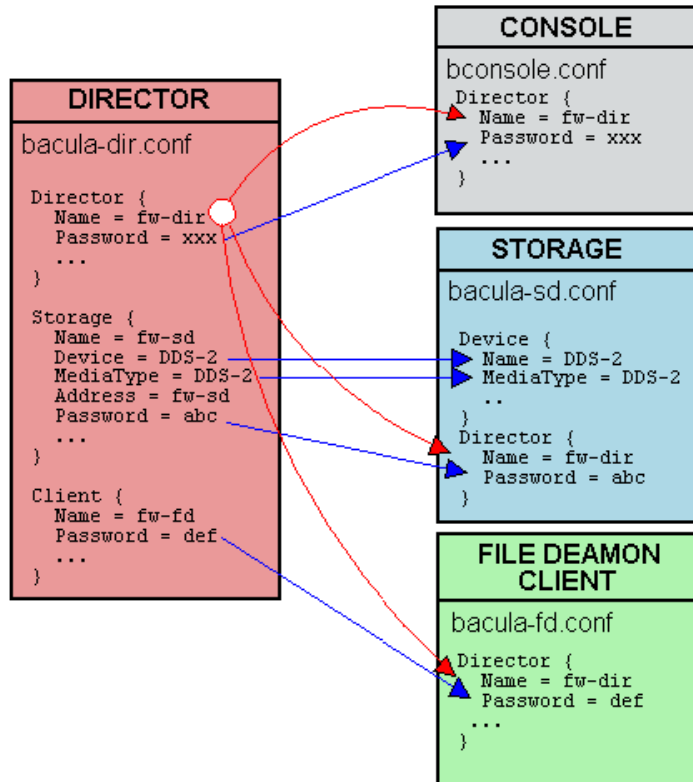 DIRECTOR
bacula-dir.conf
Director {
Name = fw-dir
Password = xxx
...
}
Storage {
Name = fw-sd
Device = DDS-2
MediaType = DDS-2
Address = fw-sd
Password = abc
...
}
Client {
Name = fw-fd
Password = def
...
}
CONSOLE
bconsole.conf
Director {
Name = fw-dir
Password = xxx
...
}
STORAGE
bacula-sd.conf
Device {
Name = DDS-2
MediaType = DDS-2
..
}
Director {
Name = fw-dir
Password = abc
}
FILE DEAMON
CLIENT
bacula-fd.conf
Director {
Name = fw-dir
Password = def
...
}